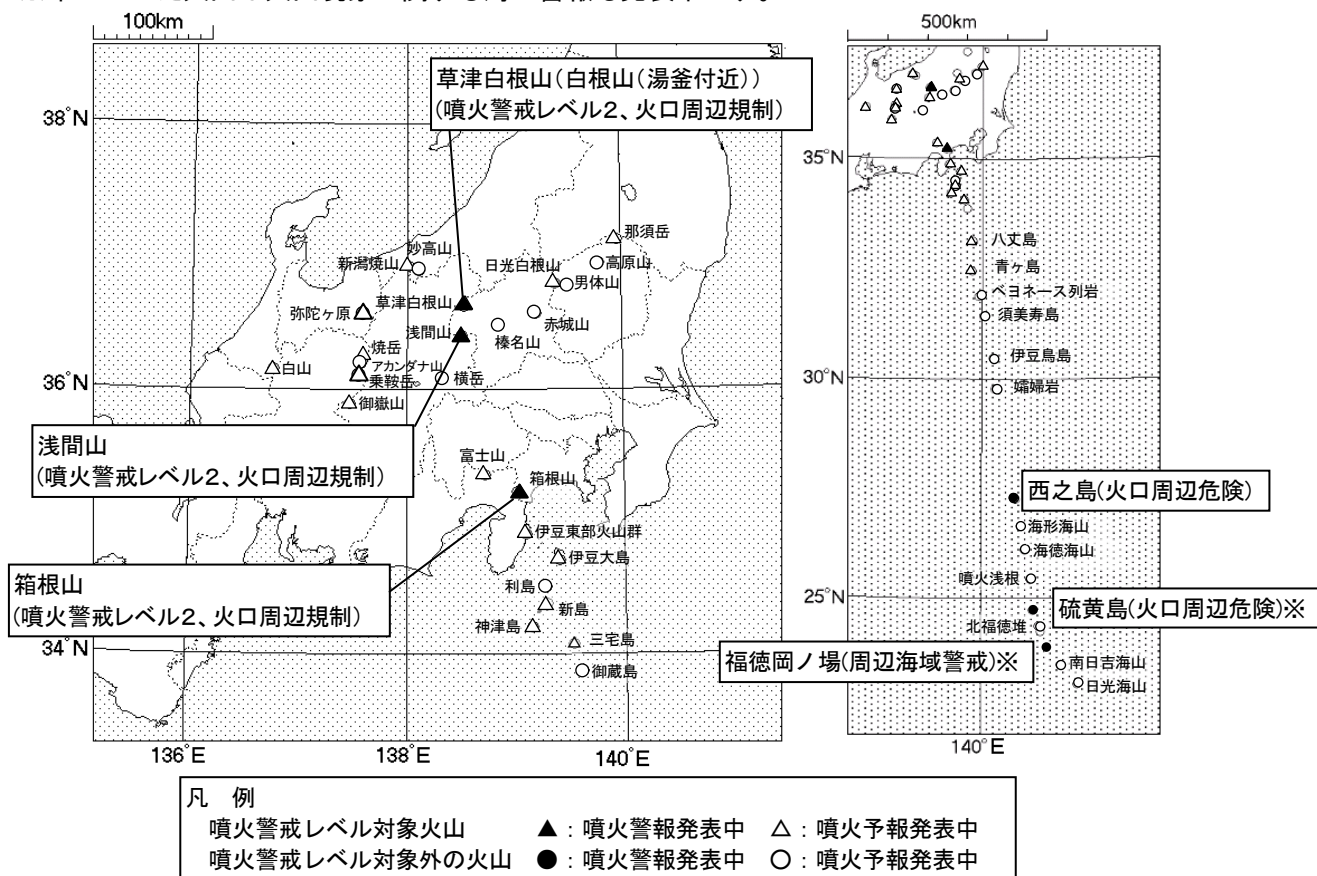 100km
500km
草津白根山(白根山(湯釜付近))
(噴火警戒レベル2、火口周辺規制)
38°N
36°N
34°N
136°E
138°E
140°E
那須岳
妙高山
新潟焼山
日光白根山
高原山
男体山
草津白根山
弥陀ヶ原
赤城山
浅間山
榛名山
焼岳
アカンダナ山
白山
乗鞍岳
横岳
御嶽山
浅間山
(噴火警戒レベル2、火口周辺規制)
富士山
箱根山
伊豆東部火山群
伊豆大島
箱根山
(噴火警戒レベル2、火口周辺規制)
利島
新島
神津島
三宅島
御蔵島
35°N
30°N
25°N
140°E
八丈島
青ヶ島
ベヨネース列岩
須美寿島
伊豆鳥島
孀婦岩
西之島(火口周辺危険)
海形海山
海徳海山
噴火浅根
硫黄島(火口周辺危険)※
北福徳堆
福徳岡ノ場(周辺海域警戒)※
南日吉海山
日光海山
凡 例
噴火警戒レベル対象火山 ▲:噴火警報発表中 △:噴火予報発表中
噴火警戒レベル対象外の火山 ●:噴火警報発表中 ○:噴火予報発表中